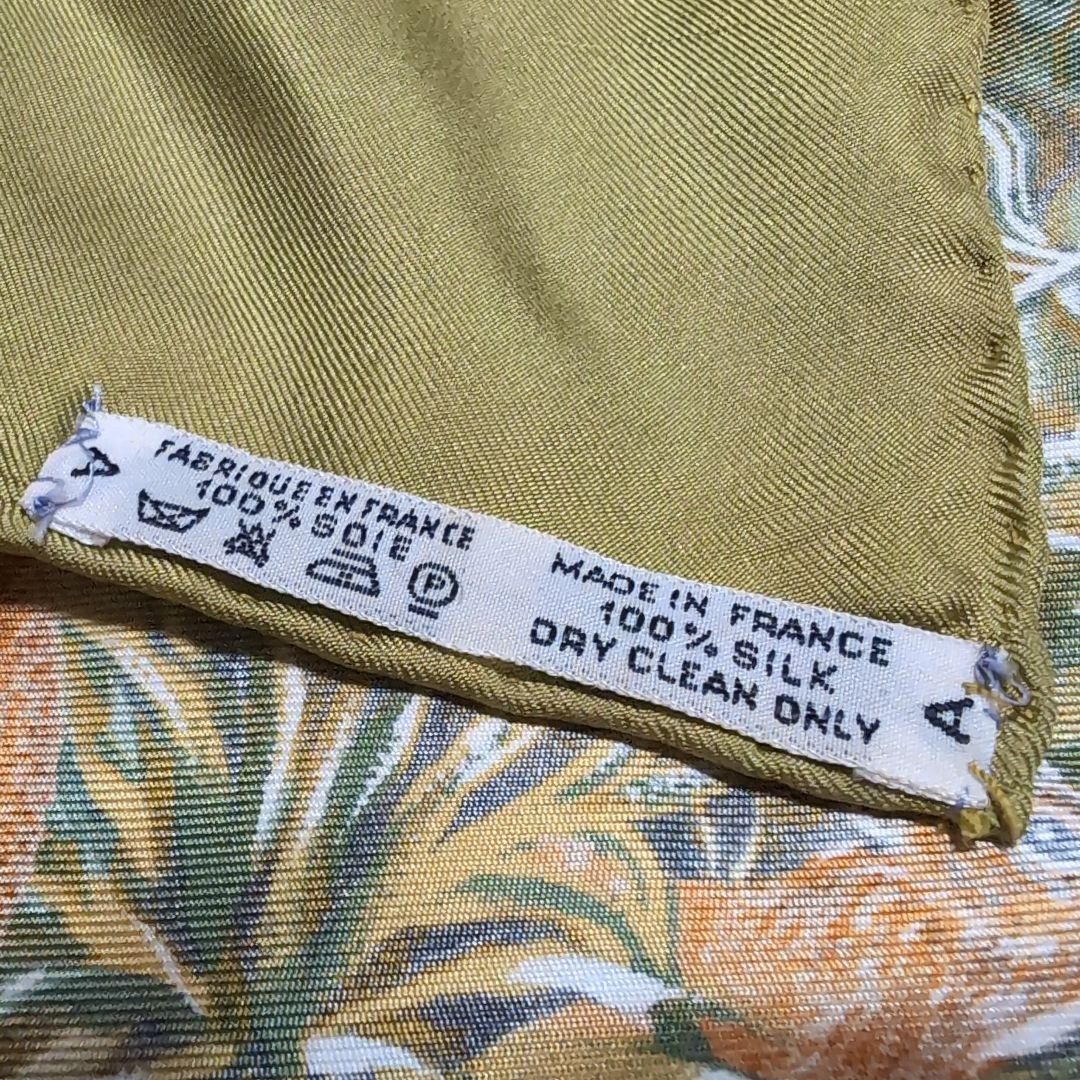 A
FABRIQUE EN FRANCE
100% SOIE
P
MADE IN FRANCE
100% SILK
DRY CLEAN ONLY
A